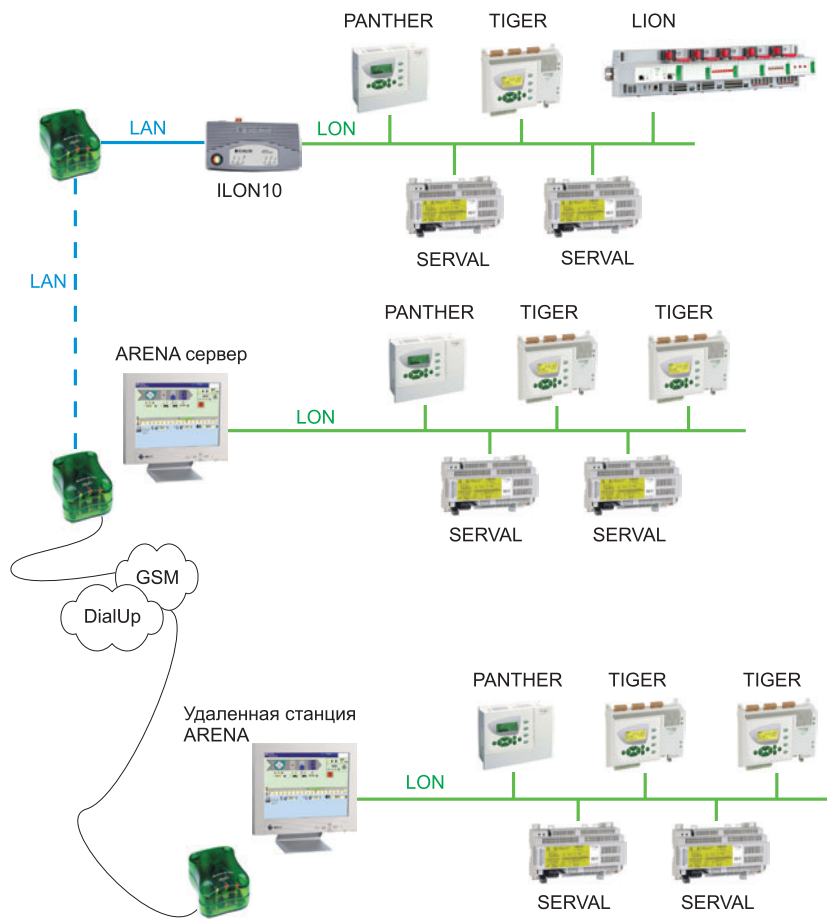 PANTHER TIGER LION
LAN LON
ILON10
SERVAL SERVAL
LAN
PANTHER TIGER TIGER
ARENA сервер
LON
SERVAL SERVAL
GSM
DialUp
PANTHER TIGER TIGER
Удаленная станция
ARENA
LON
SERVAL SERVAL